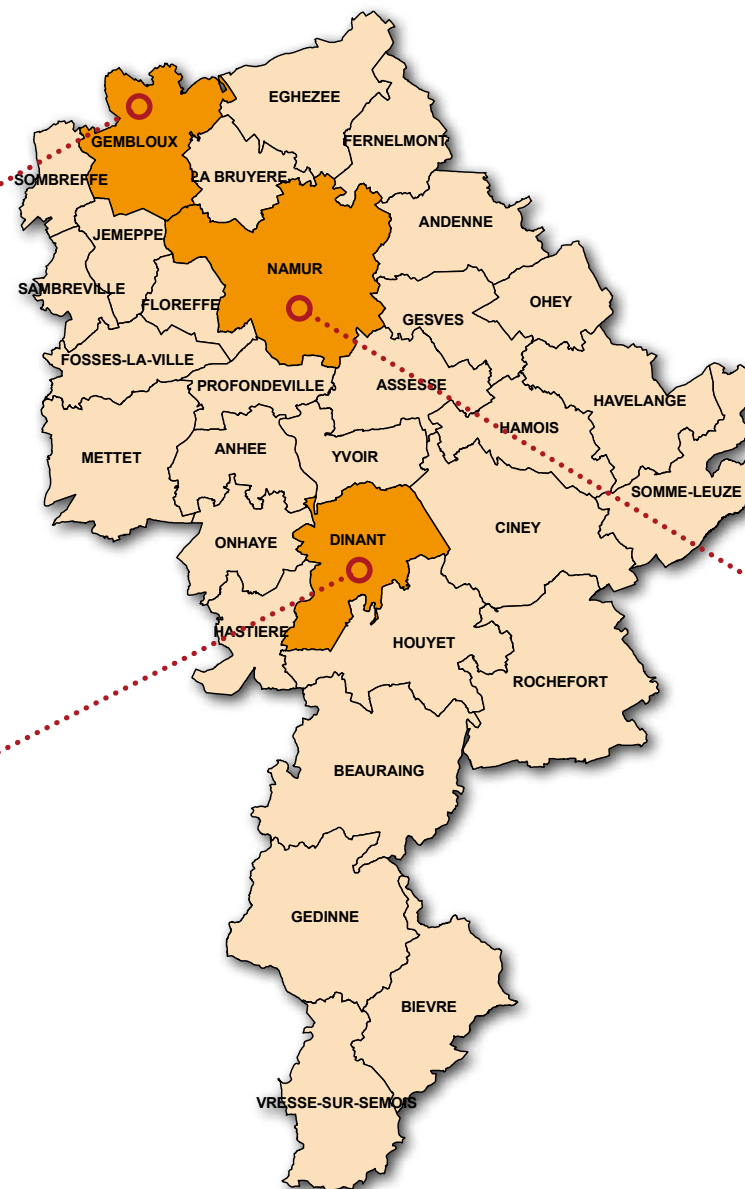 EGHEZEE
GEMBLOUX
FERNELMONT
SOMBREFFE
LA BRUYERE
ANDENNE
JEMEPPE
NAMUR
SAMBREVILLE
FLOREFFE
OHEY
GESVES
FOSSES-LA-VILLE
PROFONDEVILLE
ASSESSE
HAVELANGE
HAMOIS
METTET
ANHEE
YVOIR
SOMME-LEUZE
CINEY
ONHAYE
DINANT
HASTIERE
HOUYET
ROCHEFORT
BEAURAING
GEDINNE
BIEVRE
VRESSE-SUR-SEMOIS